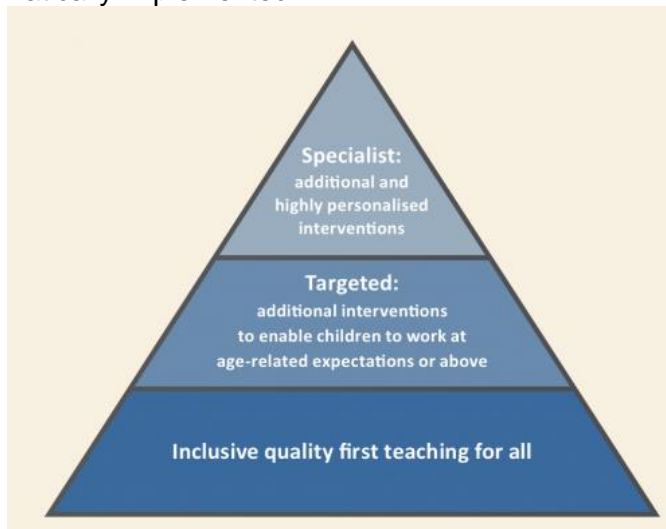 Specialist:
additional and
highly personalised
interventions
Targeted:
additional interventions
to enable children to work at
age-related expectations or above
Inclusive quality first teaching for all